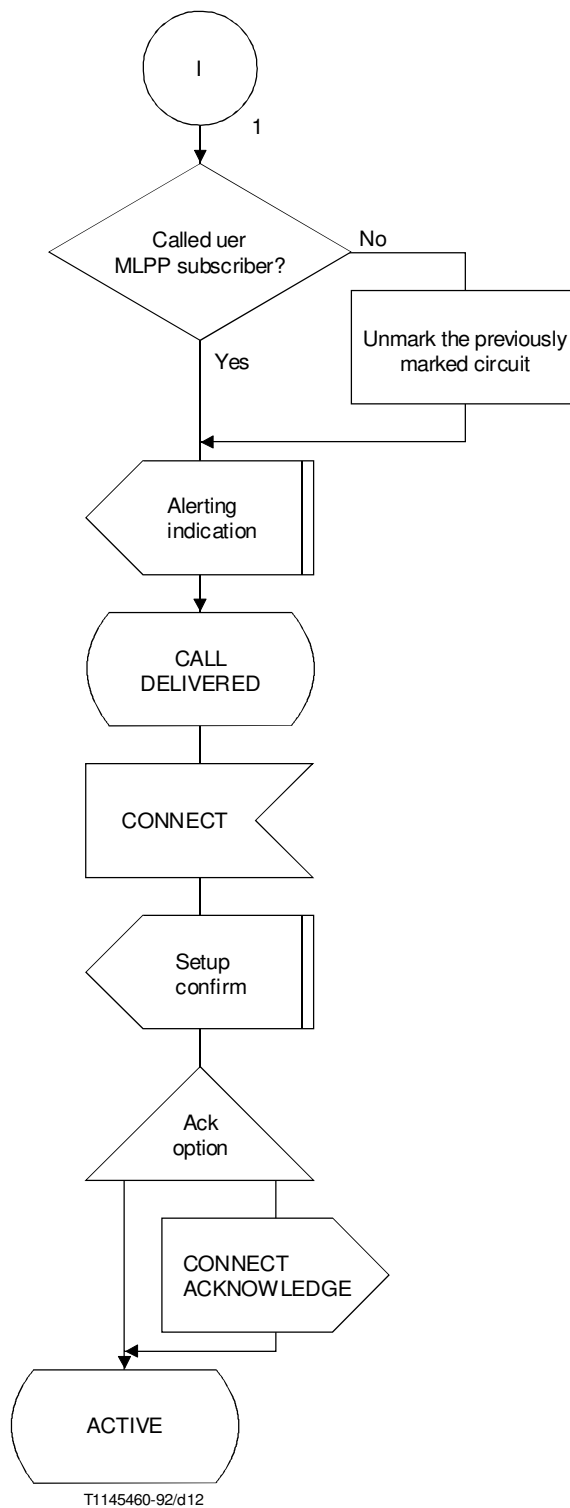 I
1
Called uer
MLPP subscriber?
No
Unmark the previously
marked circuit
Yes
Alerting
indication
CALL
DELIVERED
CONNECT
Setup
confirm
Ack
option
CONNECT
ACKNOWLEDGE
ACTIVE
T1145460-92/d12